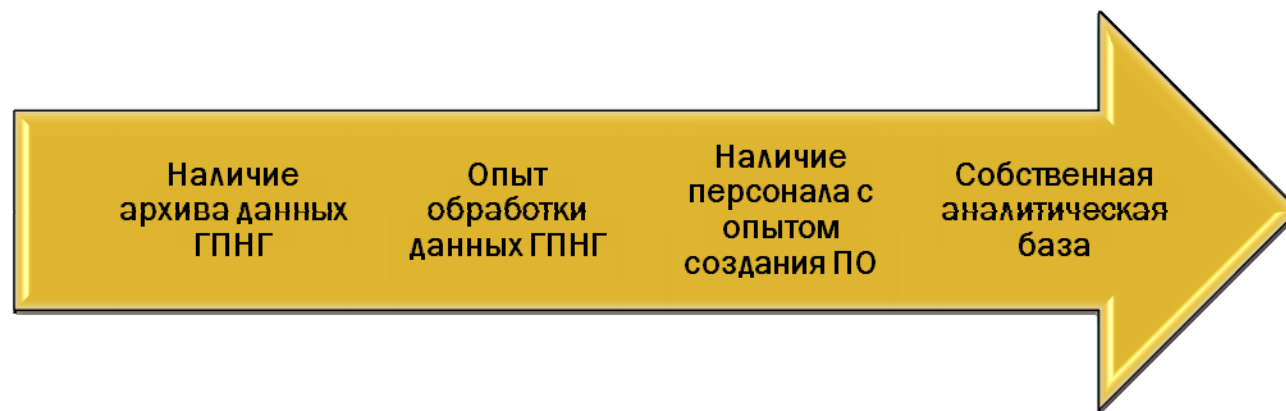 Наличие
архива данных
ГПНГ
Опыт
обработки
данных ГПНГ
Наличие
персонала с
опытом
создания ПО
Собственная
аналитическая
база